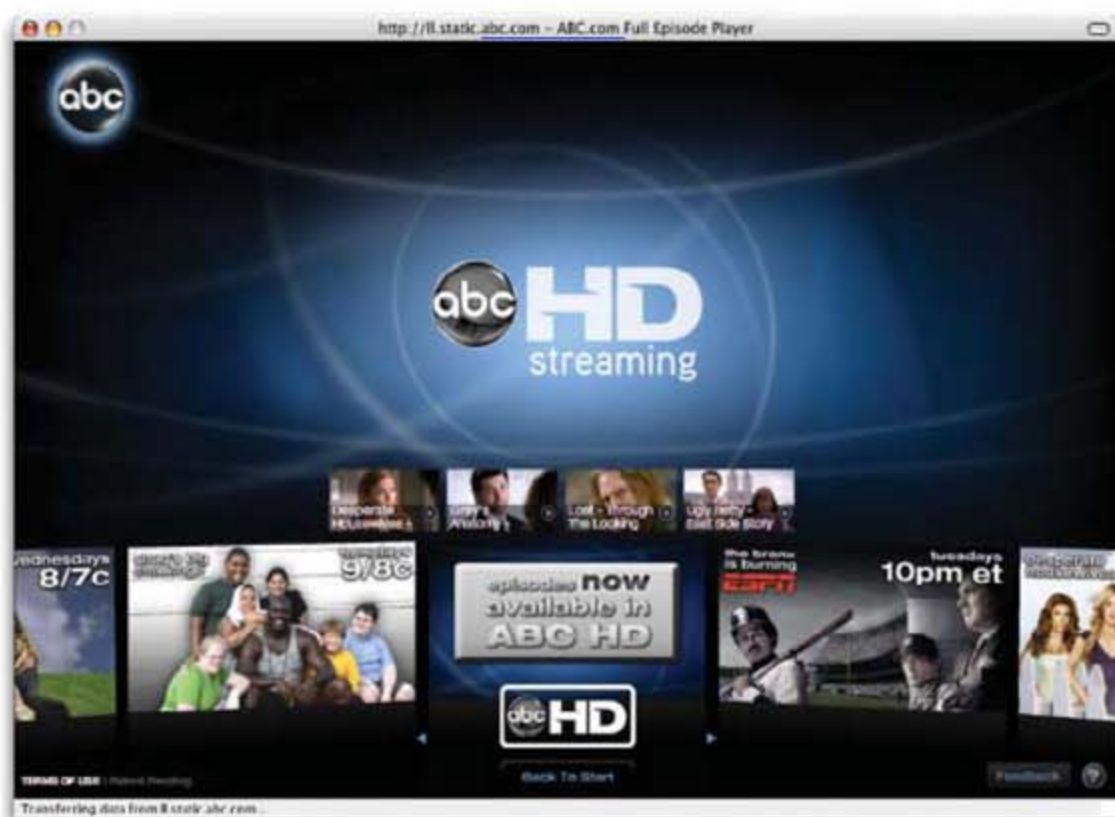 http://ll.static.abc.com – ABC.com Full Episode Player
abc
abc HD
streaming
Desperate
Housewives
Grey's
Anatomy
Lost - Through
The Looking
Ugly Betty -
East Side Story
wednesdays
8/7c
9/8c
episodes now
available in
ABC HD
the bronx
is burning
ESPN
tuesdays
10pm et
desperate
abc HD
Back To Start
TERMS OF USE | Patent Pending
Feedback
?
Transferring data from ll.static.abc.com...